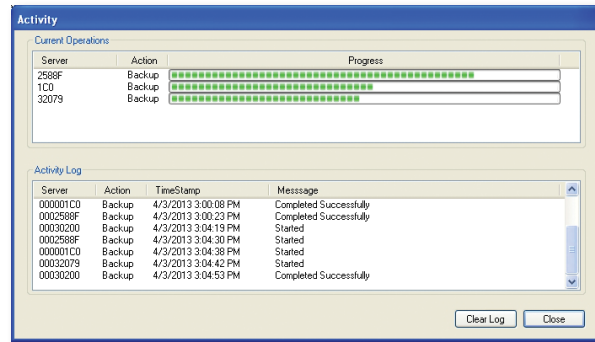 Activity
Current Operations
Server Action Progress
2588F Backup
1C0 Backup
32079 Backup
Activity Log
Server Action TimeStamp Messsage
000001C0 Backup 4/3/2013 3:00:08 PM Completed Successfully
0002588F Backup 4/3/2013 3:00:23 PM Completed Successfully
00030200 Backup 4/3/2013 3:04:19 PM Started
0002588F Backup 4/3/2013 3:04:30 PM Started
000001C0 Backup 4/3/2013 3:04:38 PM Started
00032079 Backup 4/3/2013 3:04:42 PM Started
00030200 Backup 4/3/2013 3:04:53 PM Completed Successfully
Clear Log Close